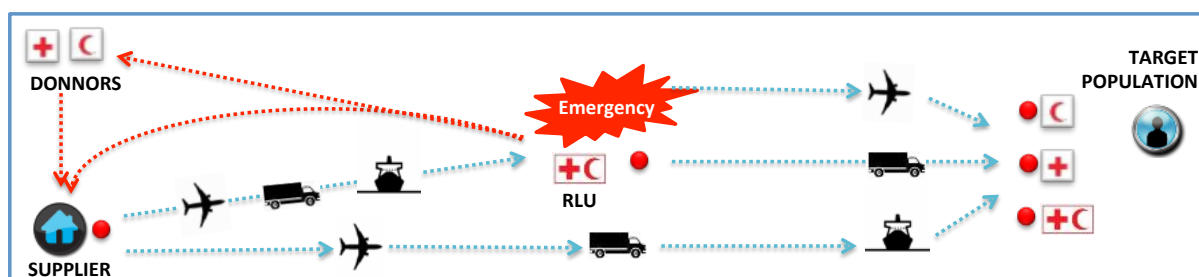 DONNORS
Emergency
TARGET
POPULATION
RLU
SUPPLIER